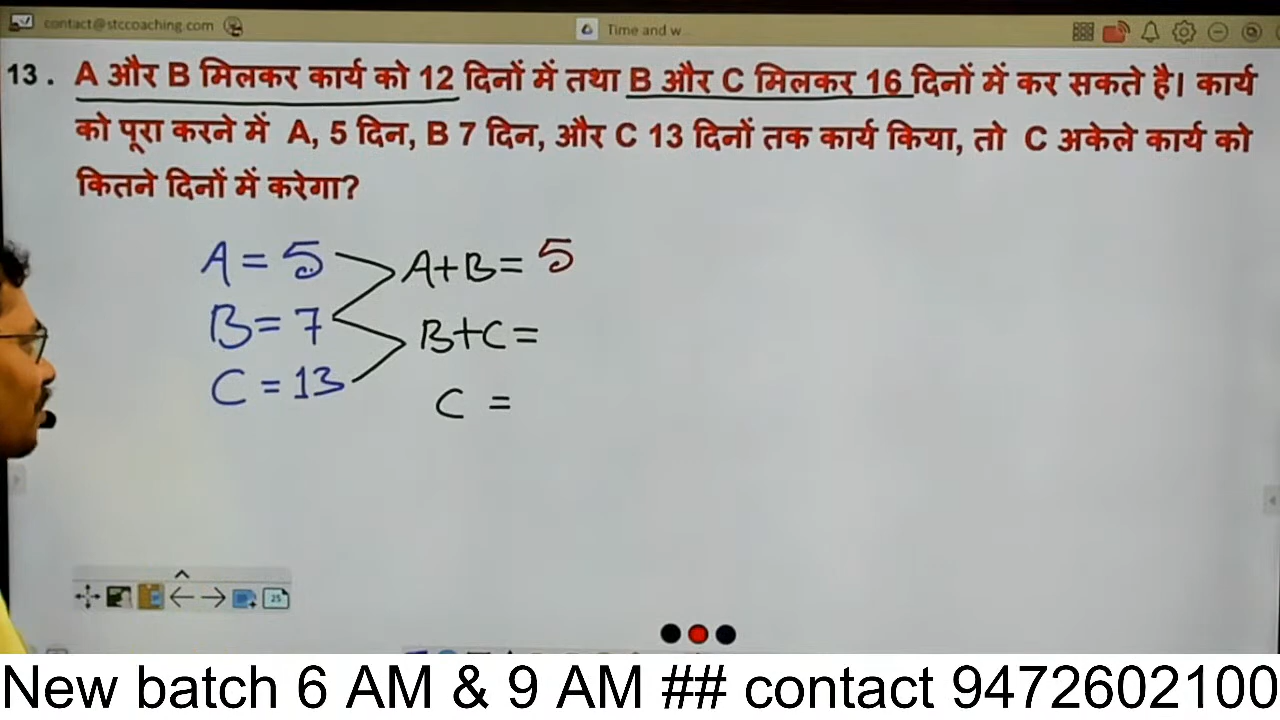 contact@stccoaching.com
Time and w...
13. A और B मिलकर कार्य को 12 दिनों में तथा B और C मिलकर 16 दिनों में कर सकते है। कार्य
को पूरा करने में A, 5 दिन, B 7 दिन, और C 13 दिनों तक कार्य किया, तो C अकेले कार्य को
कितने दिनों में करेगा?
A = 5
A+B = 5
B = 7
B+C =
C = 13
C =
25
New batch 6 AM & 9 AM ## contact 9472602100